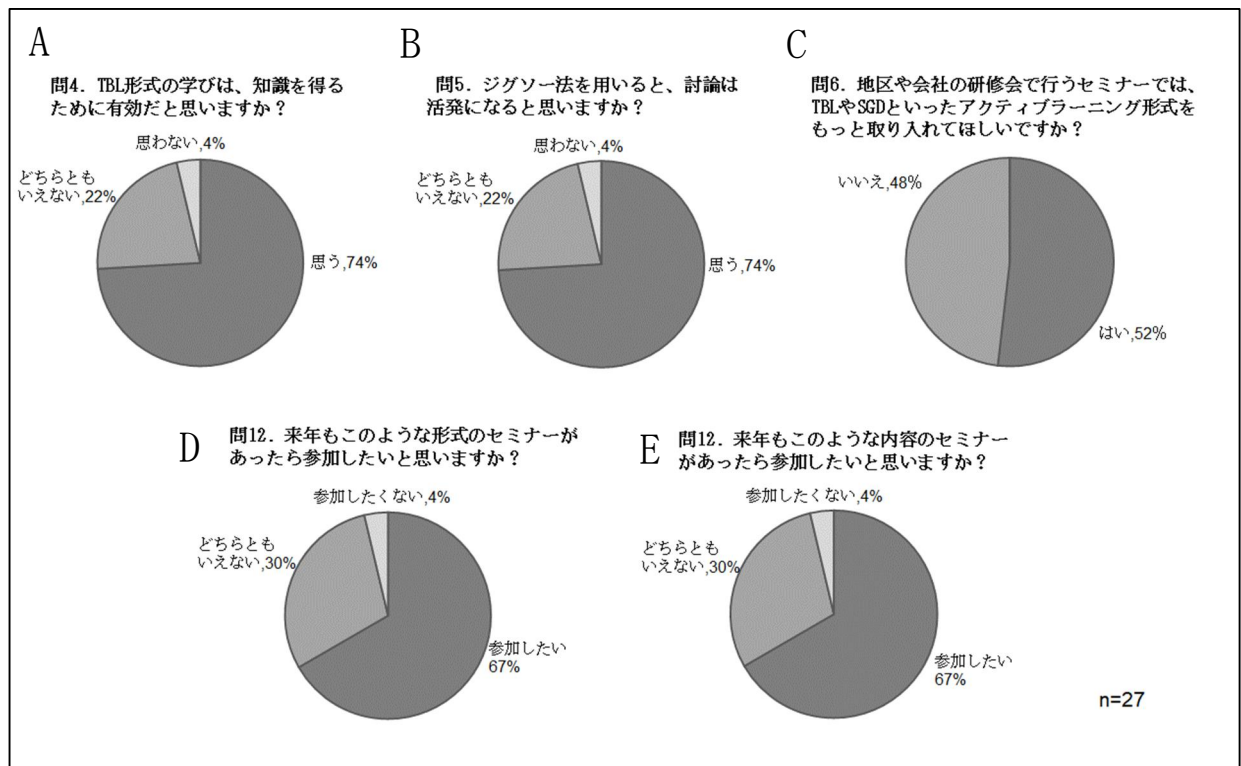 A
問4．TBL形式の学びは、知識を得る
ために有効だと思いますか？
思わない,4%
どちらとも
いえない,22%
思う,74%
B
問5．ジグソー法を用いると、討論は
活発になると思いますか？
思わない,4%
どちらとも
いえない,22%
思う,74%
C
問6．地区や会社の研修会で行うセミナーでは、
TBLやSGDといったアクティブラーニング形式を
もっと取り入れてほしいですか？
いいえ,48%
はい,52%
D
問12．来年もこのような形式のセミナーが
あったら参加したいと思いますか？
参加したくない,4%
どちらとも
いえない,30%
参加したい
67%
E
問12．来年もこのような内容のセミナー
があったら参加したいと思いますか？
参加したくない,4%
どちらとも
いえない,30%
参加したい
67%
n=27